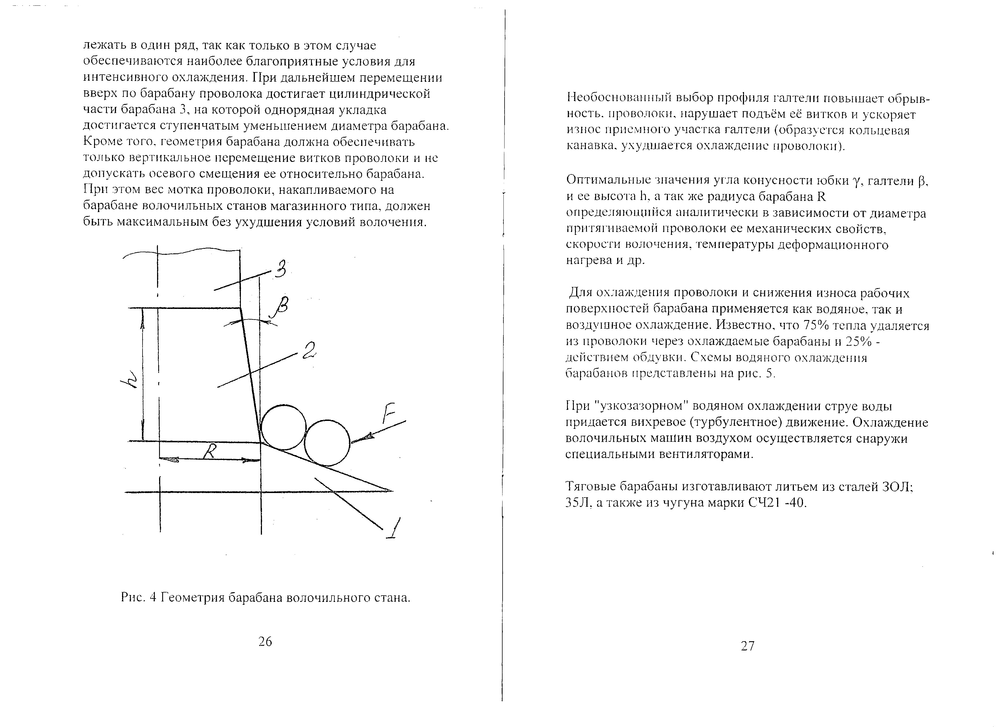 лежать в один ряд, так как только в этом случае
обеспечиваются наиболее благоприятные условия для
интенсивного охлаждения. При дальнейшем перемещении
вверх по барабану проволока достигает цилиндрической
части барабана 3, на которой однорядная укладка
достигается ступенчатым уменьшением диаметра барабана.
Кроме того, геометрия барабана должна обеспечивать
только вертикальное перемещение витков проволоки и не
допускать осевого смещения ее относительно барабана.
При этом вес мотка проволоки, накапливаемого на
барабане волочильных станов магазинного типа, должен
быть максимальным без ухудшения условий волочения.
3
β
2
h
F
R
1
Рис. 4 Геометрия барабана волочильного стана.
26
Необоснованный выбор профиля галтели повышает обрыв-
ность. проволоки, нарушает подъём её витков и ускоряет
износ приемного участка галтели (образуется кольцевая
канавка, ухудшается охлаждение проволоки).
Оптимальные значения угла конусности юбки γ, галтели β,
и ее высота h, а так же радиуса барабана R
определяющийся аналитически в зависимости от диаметра
притягиваемой проволоки ее механических свойств,
скорости волочения, температуры деформационного
нагрева и др.
Для охлаждения проволоки и снижения износа рабочих
поверхностей барабана применяется как водяное, так и
воздушное охлаждение. Известно, что 75% тепла удаляется
из проволоки через охлаждаемые барабаны и 25% -
действием обдувки. Схемы водяного охлаждения
барабанов представлены на рис. 5.
При "узкозазорном" водяном охлаждении струе воды
придается вихревое (турбулентное) движение. Охлаждение
волочильных машин воздухом осуществляется снаружи
специальными вентиляторами.
Тяговые барабаны изготавливают литьем из сталей ЗОЛ;
35Л, а также из чугуна марки СЧ21 -40.
27